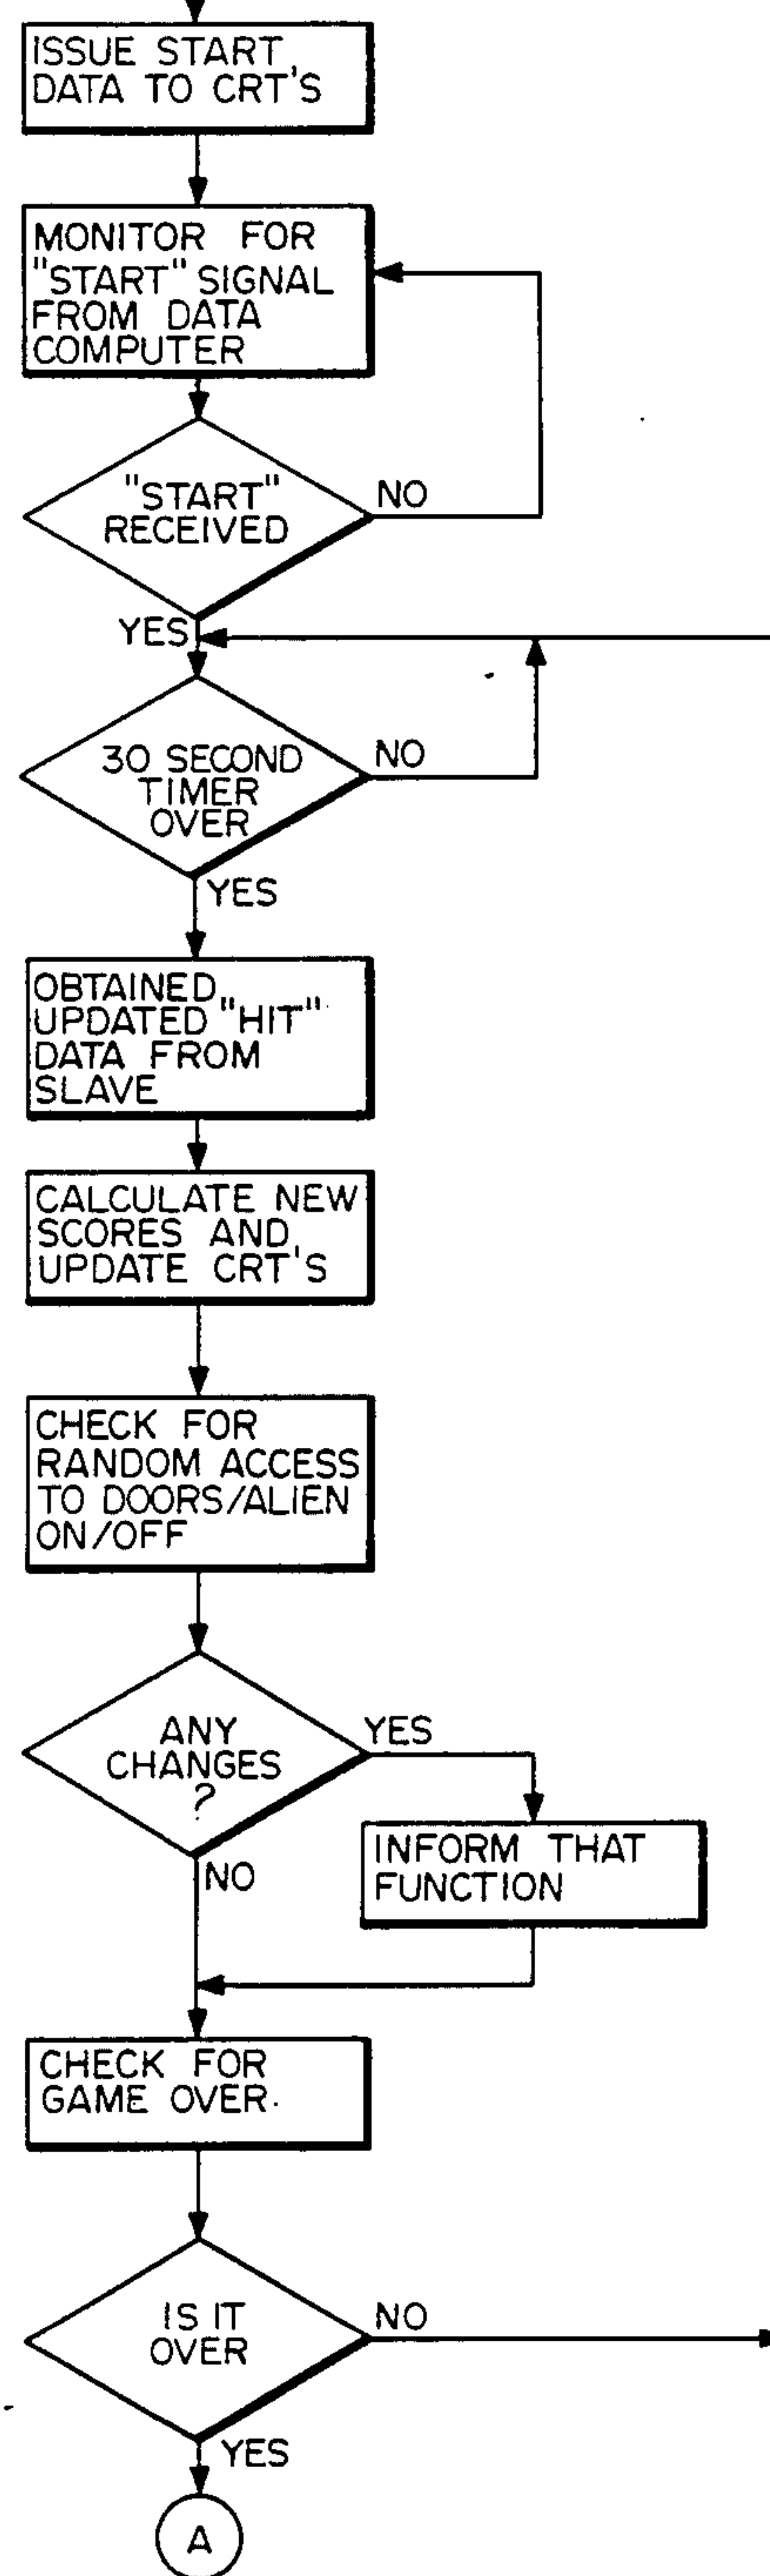 ISSUE START
DATA TO CRT'S
MONITOR FOR
"START" SIGNAL
FROM DATA
COMPUTER
"START"
RECEIVED
NO
YES
30 SECOND
TIMER
OVER
NO
YES
OBTAINED
UPDATED "HIT"
DATA FROM
SLAVE
CALCULATE NEW
SCORES AND
UPDATE CRT'S
CHECK FOR
RANDOM ACCESS
TO DOORS/ALIEN
ON/OFF
ANY
CHANGES
?
YES
NO
INFORM THAT
FUNCTION
CHECK FOR
GAME OVER.
IS IT
OVER
NO
YES
A